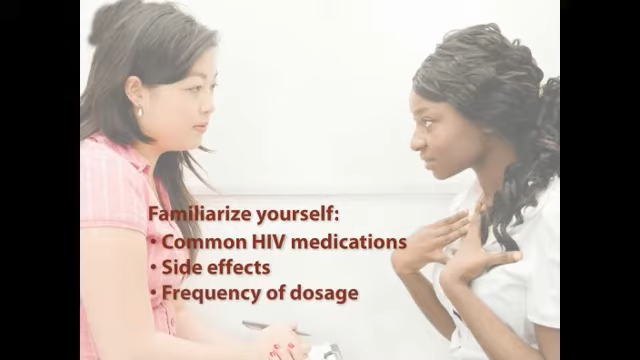 Familiarize yourself:
• Common HIV medications
• Side effects
• Frequency of dosage